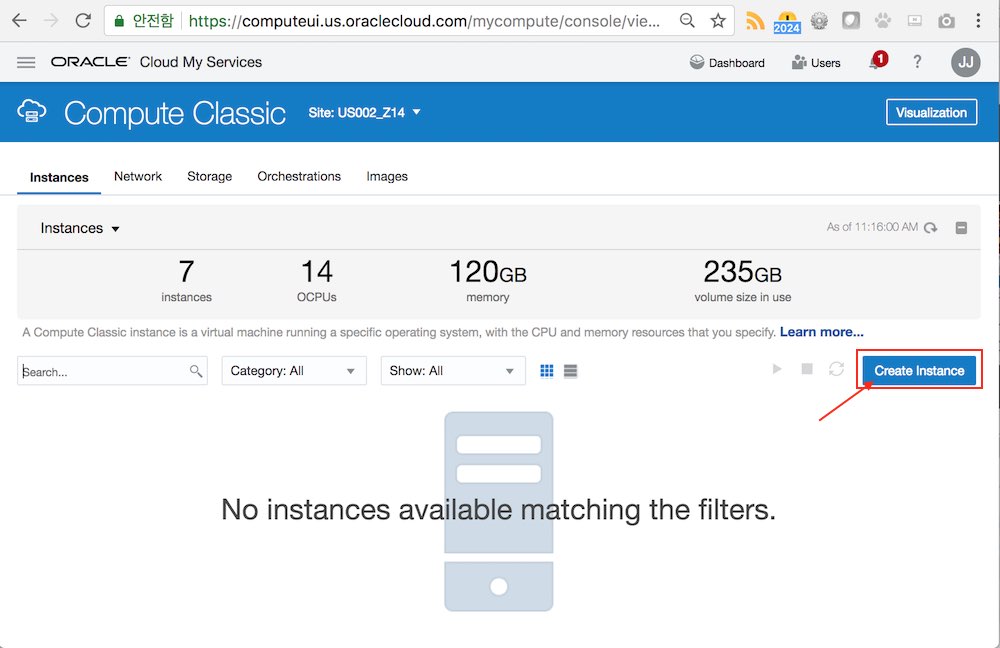 안전함 https://computeui.us.oraclecloud.com/mycompute/console/vie...
2024
ORACLE® Cloud My Services Dashboard Users 1 ? JJ
Compute Classic Site: US002_Z14 Visualization
Instances Network Storage Orchestrations Images
Instances As of 11:16:00 AM
7 14 120GB 235GB
instances OCPUs memory volume size in use
A Compute Classic instance is a virtual machine running a specific operating system, with the CPU and memory resources that you specify. Learn more...
Search... Category: All Show: All Create Instance
No instances available matching the filters.